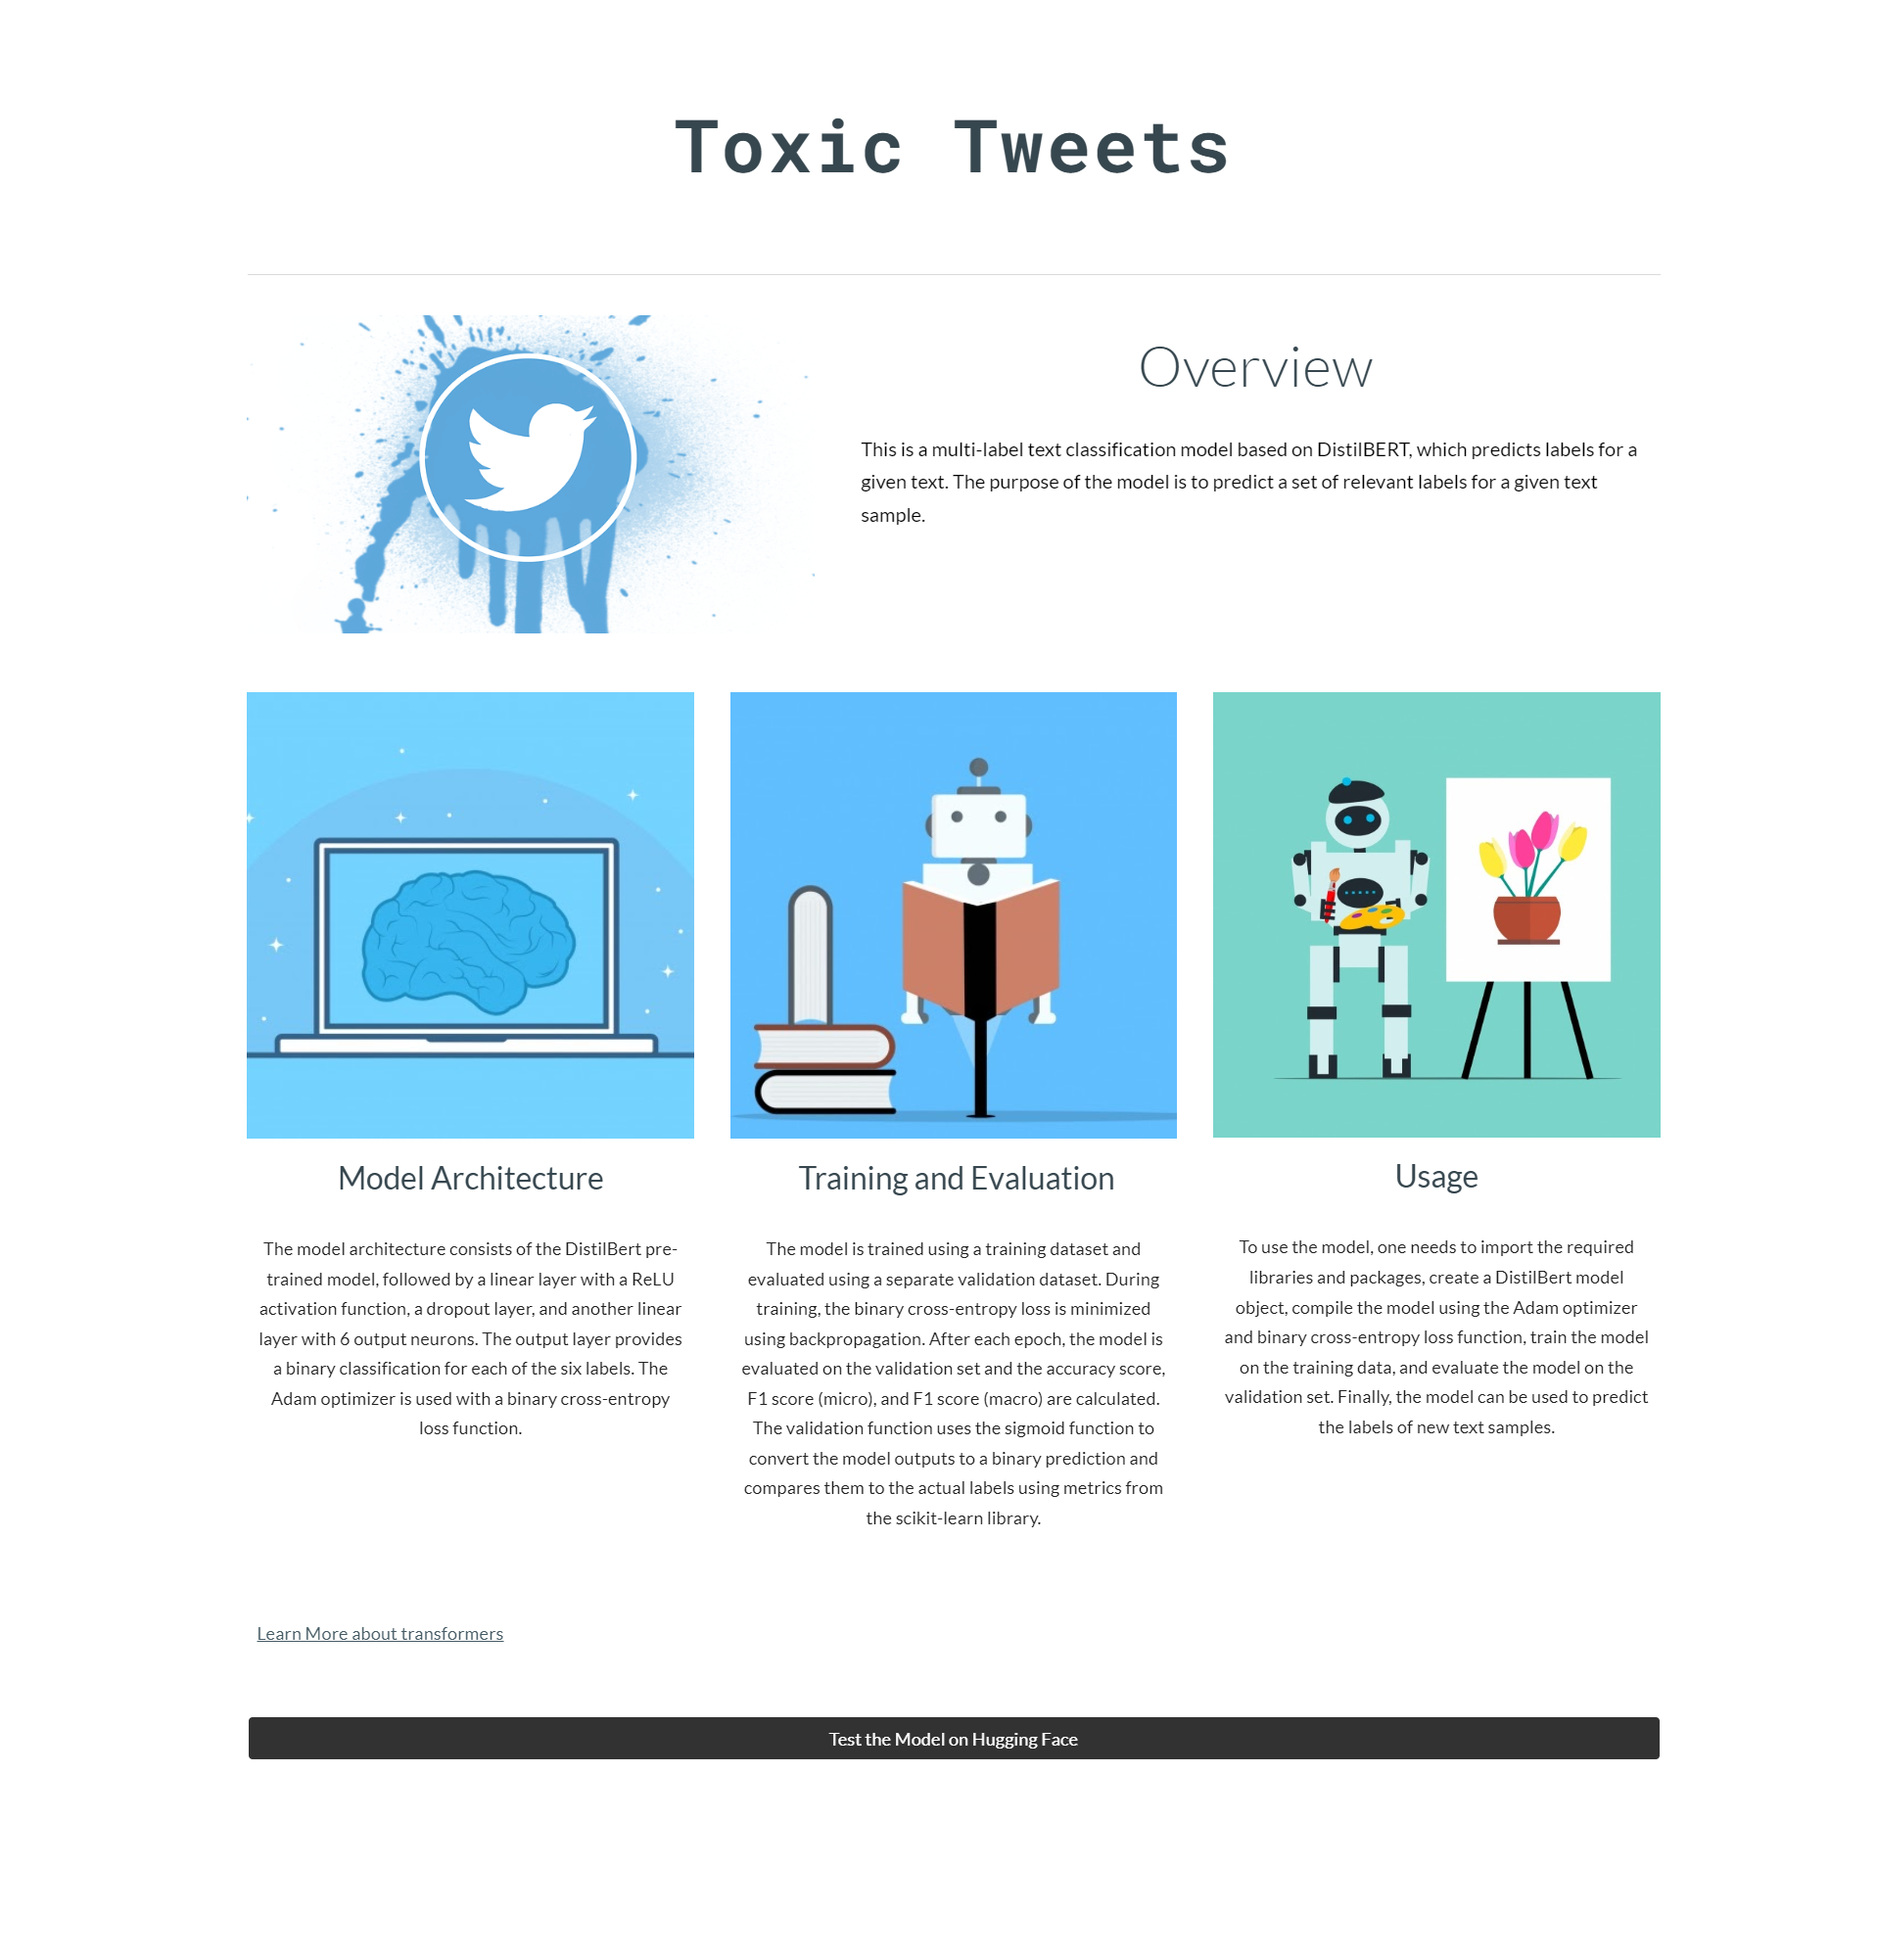 Toxic Tweets
Overview
This is a multi-label text classification model based on DistilBERT, which predicts labels for a
given text. The purpose of the model is to predict a set of relevant labels for a given text
sample.
Model Architecture
The model architecture consists of the DistilBert pre-
trained model, followed by a linear layer with a ReLU
activation function, a dropout layer, and another linear
layer with 6 output neurons. The output layer provides
a binary classification for each of the six labels. The
Adam optimizer is used with a binary cross-entropy
loss function.
Training and Evaluation
The model is trained using a training dataset and
evaluated using a separate validation dataset. During
training, the binary cross-entropy loss is minimized
using backpropagation. After each epoch, the model is
evaluated on the validation set and the accuracy score,
F1 score (micro), and F1 score (macro) are calculated.
The validation function uses the sigmoid function to
convert the model outputs to a binary prediction and
compares them to the actual labels using metrics from
the scikit-learn library.
Usage
To use the model, one needs to import the required
libraries and packages, create a DistilBert model
object, compile the model using the Adam optimizer
and binary cross-entropy loss function, train the model
on the training data, and evaluate the model on the
validation set. Finally, the model can be used to predict
the labels of new text samples.
Learn More about transformers
Test the Model on Hugging Face